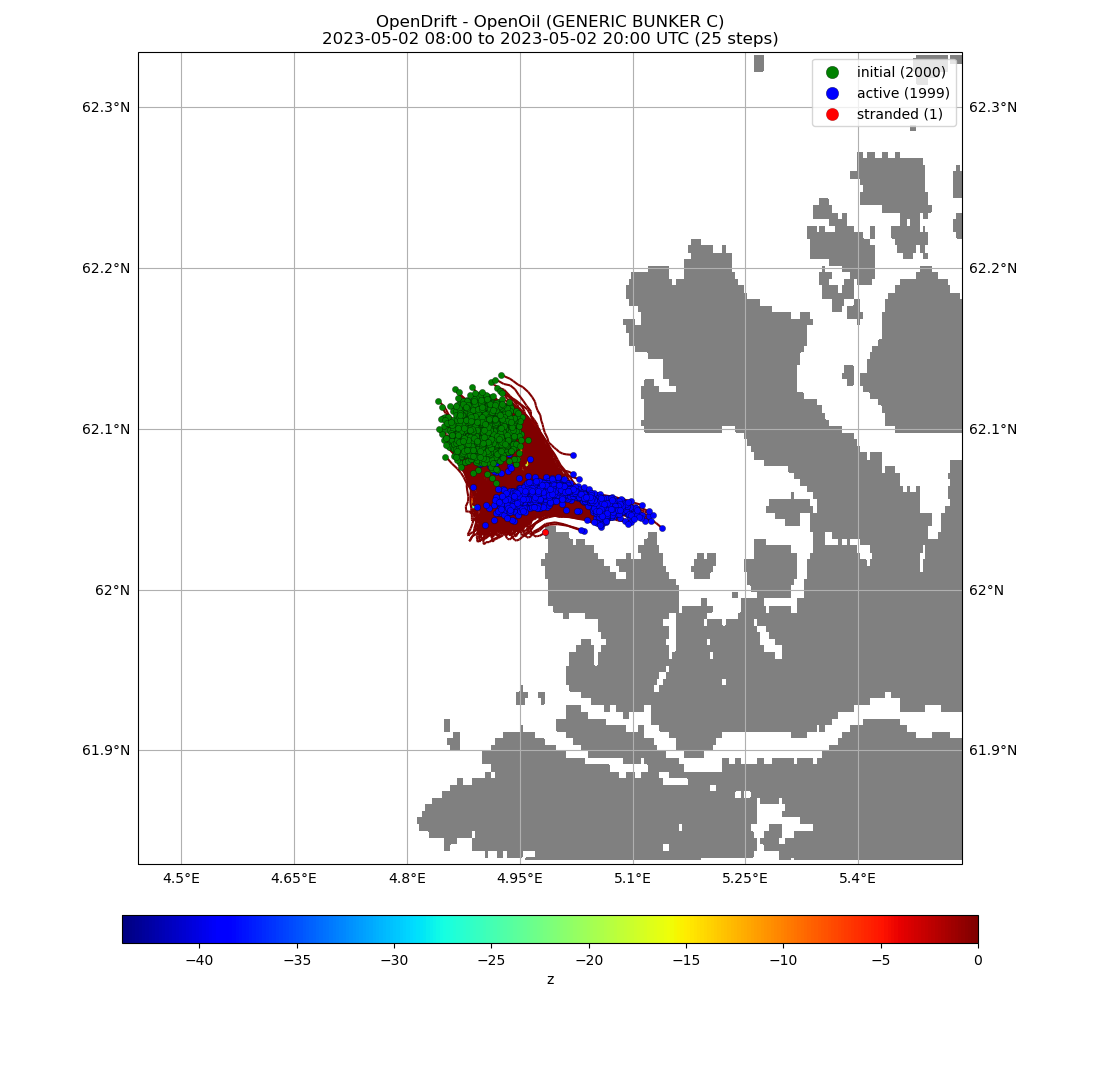 OpenDrift - OpenOil (GENERIC BUNKER C)
2023-05-02 08:00 to 2023-05-02 20:00 UTC (25 steps)
initial (2000)
active (1999)
stranded (1)
62.3°N 62.3°N
62.2°N 62.2°N
62.1°N 62.1°N
62°N 62°N
61.9°N 61.9°N
4.5°E 4.65°E 4.8°E 4.95°E 5.1°E 5.25°E 5.4°E
−40 −35 −30 −25 −20 −15 −10 −5 0
z